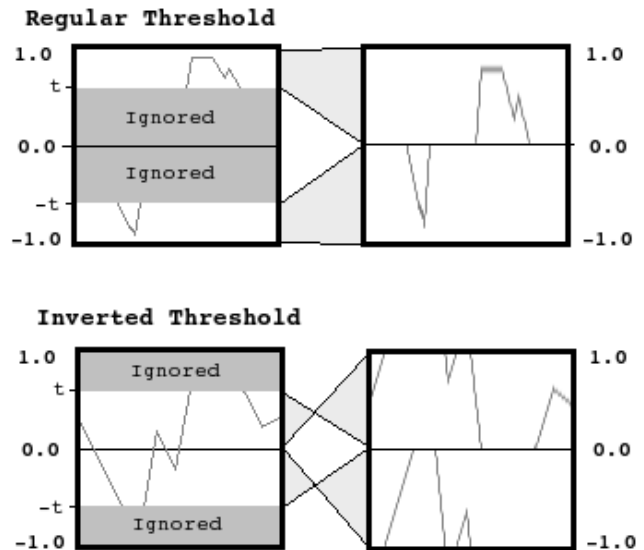 Regular Threshold
1.0 1.0
t
Ignored
0.0 0.0
Ignored
-t
-1.0 -1.0
Inverted Threshold
1.0 1.0
Ignored
t
0.0 0.0
-t
Ignored
-1.0 -1.0